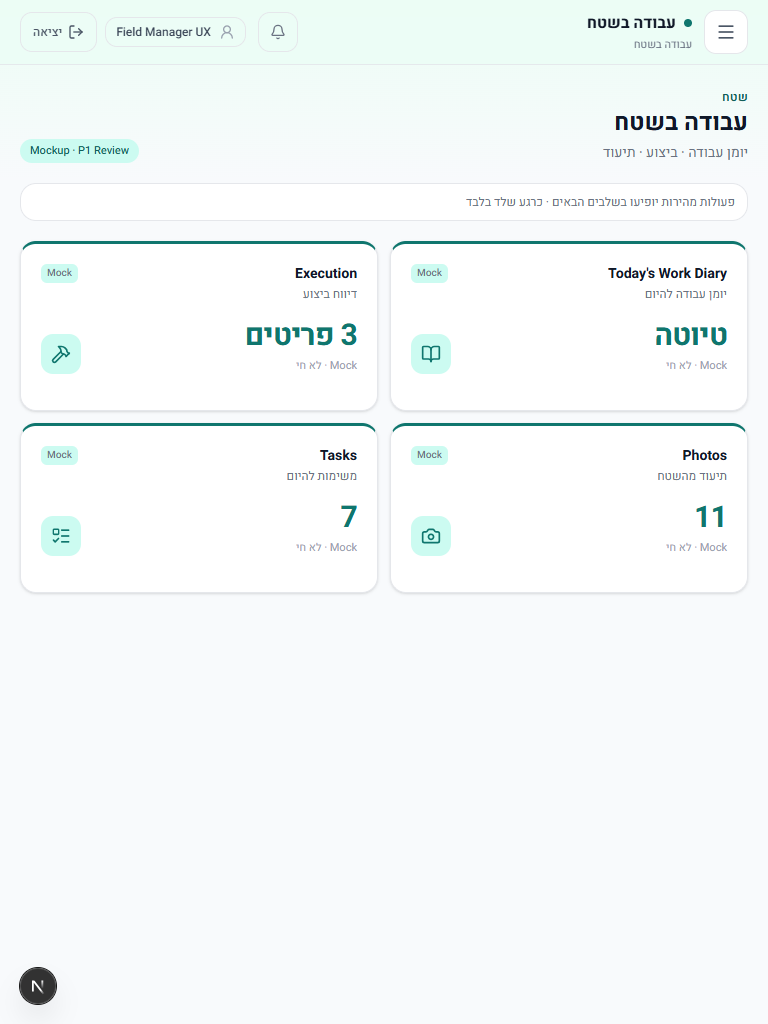 עבודה בשטח
עבודה בשטח
Field Manager UX
יציאה
שטח
עבודה בשטח
יומן עבודה · ביצוע · תיעוד
Mockup · P1 Review
פעולות מהירות יופיעו בשלבים הבאים · כרגע שלד בלבד
Today's Work Diary
Mock
יומן עבודה להיום
טיוטה
Mock · לא חי
Execution
Mock
דיווח ביצוע
3 פריטים
Mock · לא חי
Photos
Mock
תיעוד מהשטח
11
Mock · לא חי
Tasks
Mock
משימות להיום
7
Mock · לא חי
N